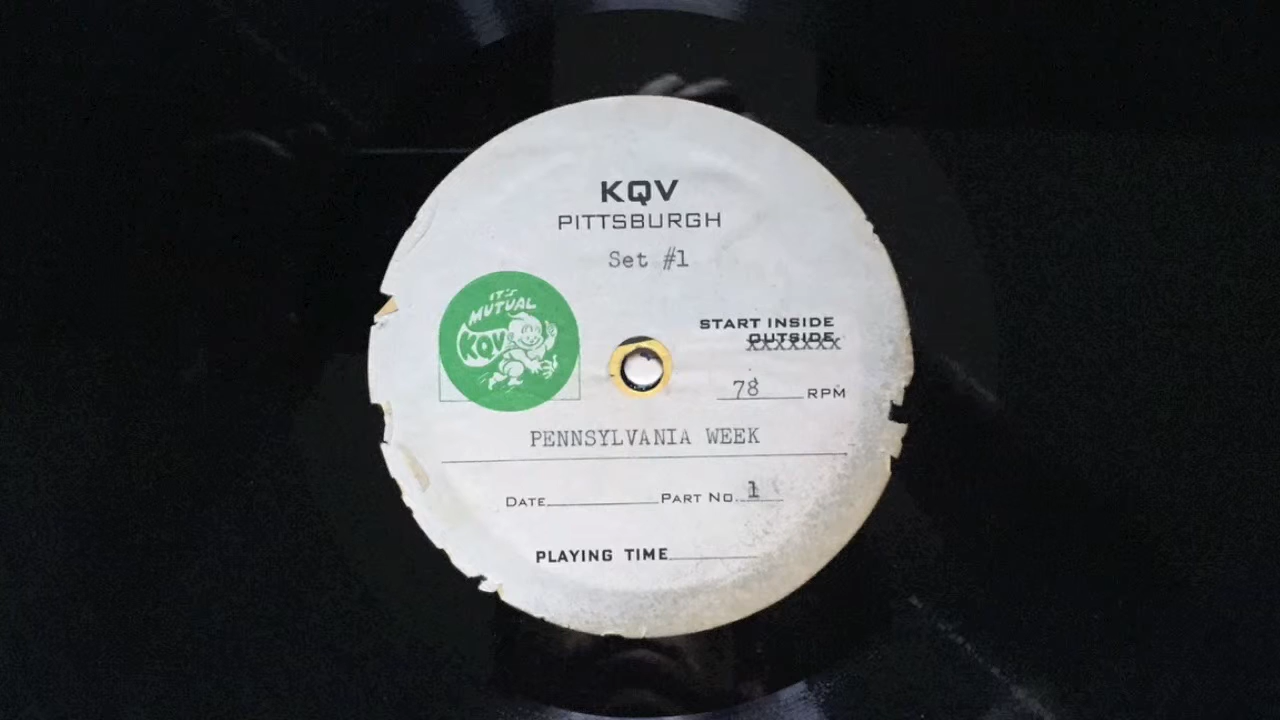 KQV
PITTSBURGH
Set #1
IT'S
MUTUAL
KQV
START INSIDE
OUTSIDE
78 RPM
PENNSYLVANIA WEEK
DATE PART NO. 1
PLAYING TIME